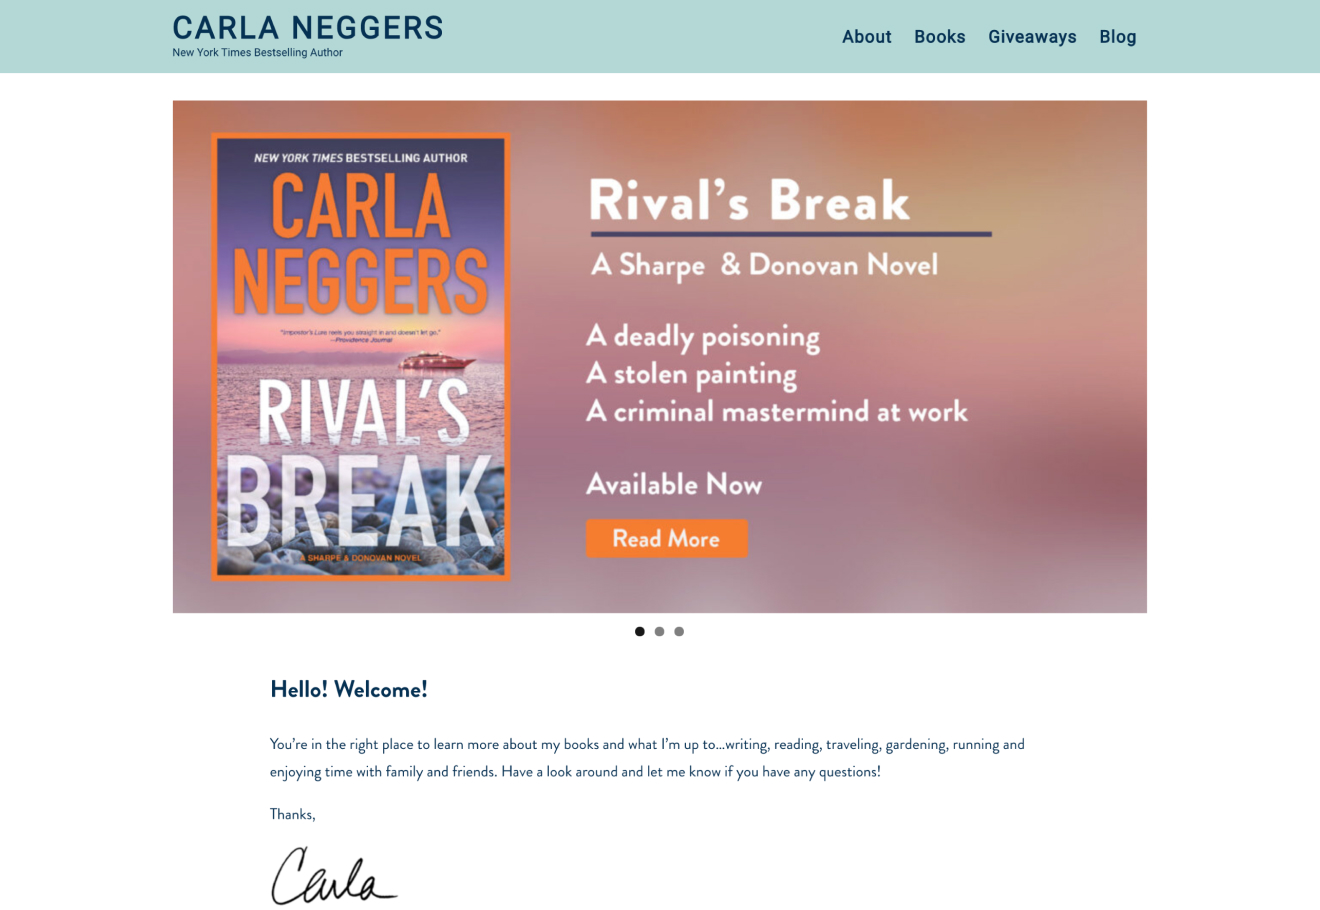 CARLA NEGGERS
New York Times Bestselling Author
About Books Giveaways Blog
NEW YORK TIMES BESTSELLING AUTHOR
CARLA
NEGGERS
"Impostor's Lure reels you straight in and doesn't let go."
—Providence Journal
RIVAL'S
BREAK
A SHARPE & DONOVAN NOVEL
Rival's Break
A Sharpe & Donovan Novel
A deadly poisoning
A stolen painting
A criminal mastermind at work
Available Now
Read More
Hello! Welcome!
You're in the right place to learn more about my books and what I'm up to...writing, reading, traveling, gardening, running and
enjoying time with family and friends. Have a look around and let me know if you have any questions!
Thanks,
Carla